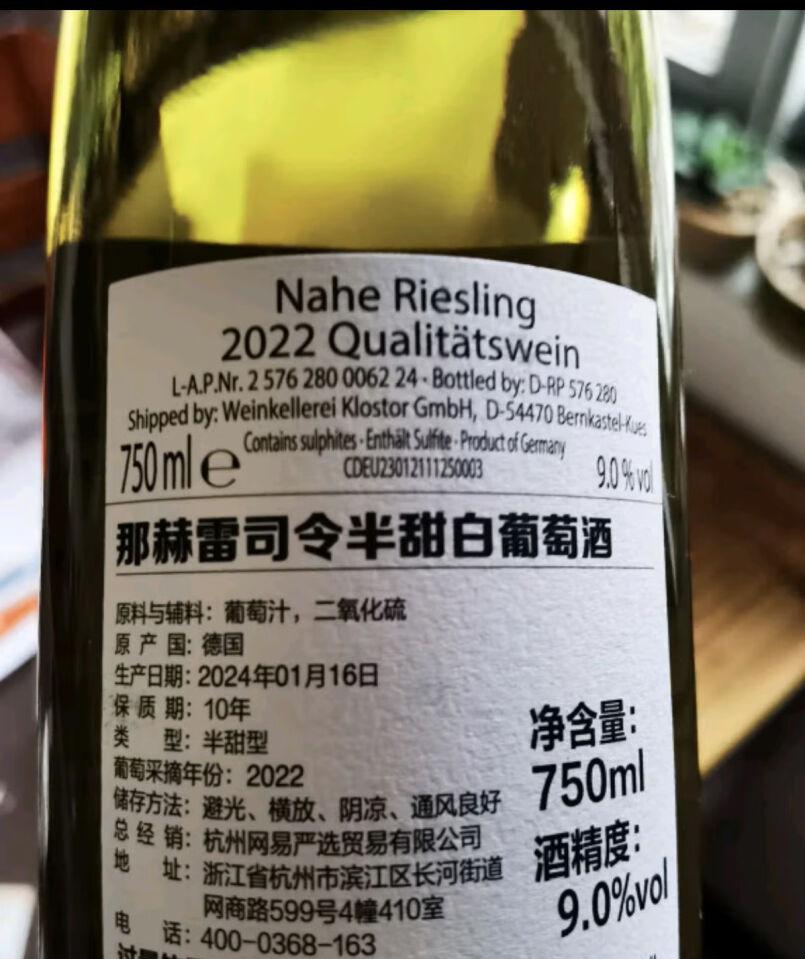 Nahe Riesling
2022 Qualitätswein
L-A.P.Nr. 2 576 280 0062 24 · Bottled by: D-RP 576 280
Shipped by: Weinkellerei Klostor GmbH, D-54470 Bernkastel-Kues
750 ml e Contains sulphites · Enthält Sulfite · Product of Germany
CDEU23012111250003 9.0 % vol
那赫雷司令半甜白葡萄酒
原料与辅料：葡萄汁，二氧化硫
原产国：德国
生产日期：2024年01月16日
保质期：10年
类型：半甜型
葡萄采摘年份：2022
储存方法：避光、横放、阴凉、通风良好
总经销：杭州网易严选贸易有限公司
地址：浙江省杭州市滨江区长河街道
网商路599号4幢410室
电话：400-0368-163
净含量：
750ml
酒精度：
9.0%vol